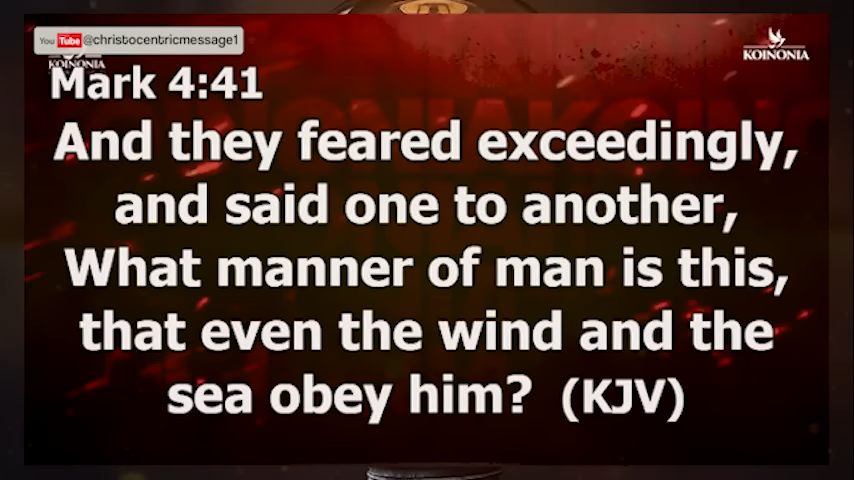 You Tube @christocentricmessage1
KOINONIA
KOINONIA
Mark 4:41
And they feared exceedingly,
and said one to another,
What manner of man is this,
that even the wind and the
sea obey him? (KJV)